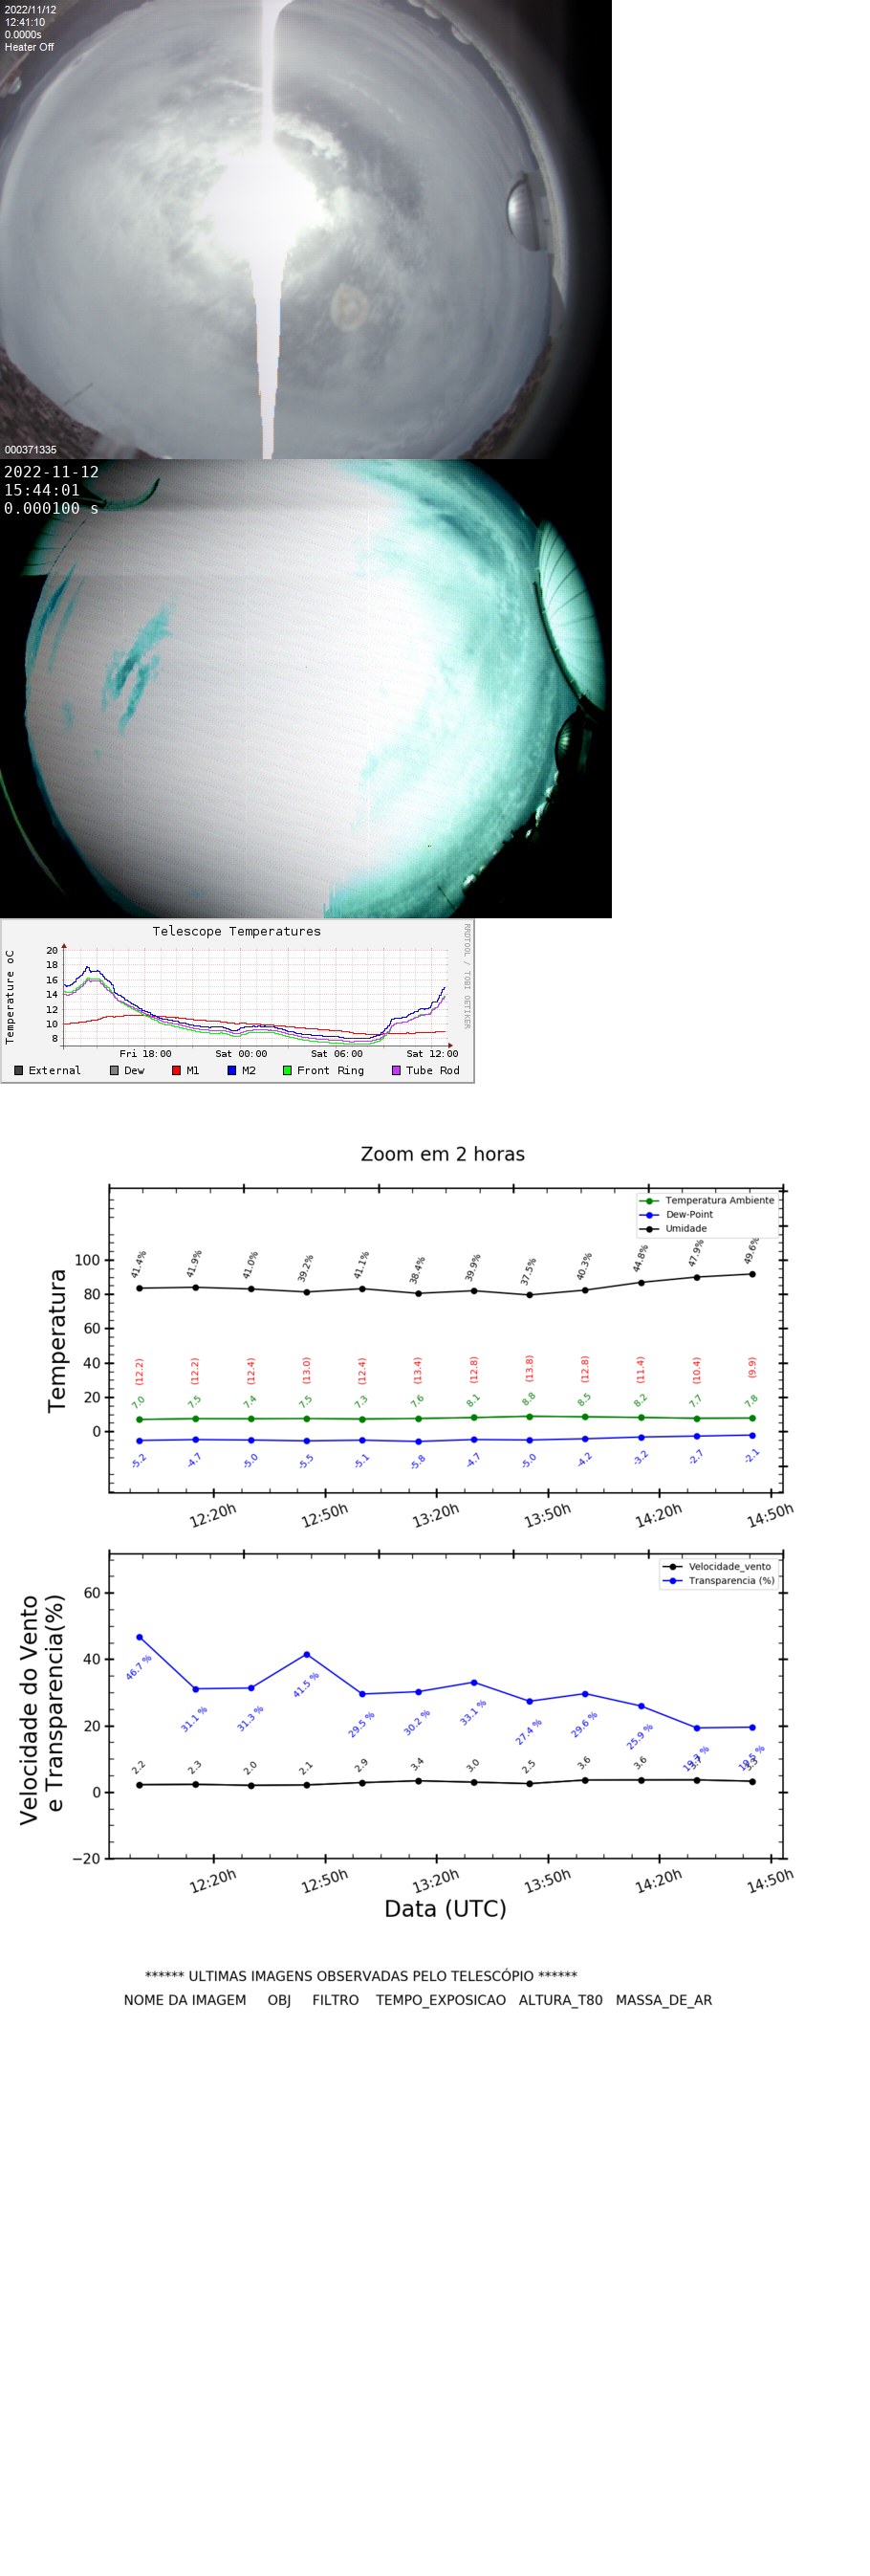 2022/11/12
12:41:10
0.0000s
Heater Off
000371335
2022-11-12
15:44:01
0.000100 s
Telescope Temperatures
RRDTOOL / TOBI OETIKER
Temperature oC
20
18
16
14
12
10
8
Fri 18:00 Sat 00:00 Sat 06:00 Sat 12:00
External Dew M1 M2 Front Ring Tube Rod
Zoom em 2 horas
Temperatura Ambiente
Dew-Point
Umidade
Temperatura
100
80
60
40
20
0
41.4% 41.9% 41.0% 39.2% 41.1% 38.4% 39.9% 37.5% 40.3% 44.8% 47.9% 49.6%
(12.2) (12.2) (12.4) (13.0) (12.4) (13.4) (12.8) (13.8) (12.8) (11.4) (10.4) (9.9)
7.0 7.5 7.4 7.5 7.3 7.6 8.1 8.8 8.5 8.2 7.7 7.8
-5.2 -4.7 -5.0 -5.5 -5.1 -5.8 -4.7 -5.0 -4.2 -3.2 -2.7 -2.1
12:20h 12:50h 13:20h 13:50h 14:20h 14:50h
Velocidade_vento
Transparencia (%)
Velocidade do Vento
e Transparencia(%)
60
40
20
0
−20
46.7 % 31.1 % 31.3 % 41.5 % 29.5 % 30.2 % 33.1 % 27.4 % 29.6 % 25.9 %
2.2 2.3 2.0 2.1 2.9 3.4 3.0 2.5 3.6 3.6
12:20h 12:50h 13:20h 13:50h 14:20h 14:50h
Data (UTC)
****** ULTIMAS IMAGENS OBSERVADAS PELO TELESCÓPIO ******
NOME DA IMAGEM OBJ FILTRO TEMPO_EXPOSICAO ALTURA_T80 MASSA_DE_AR